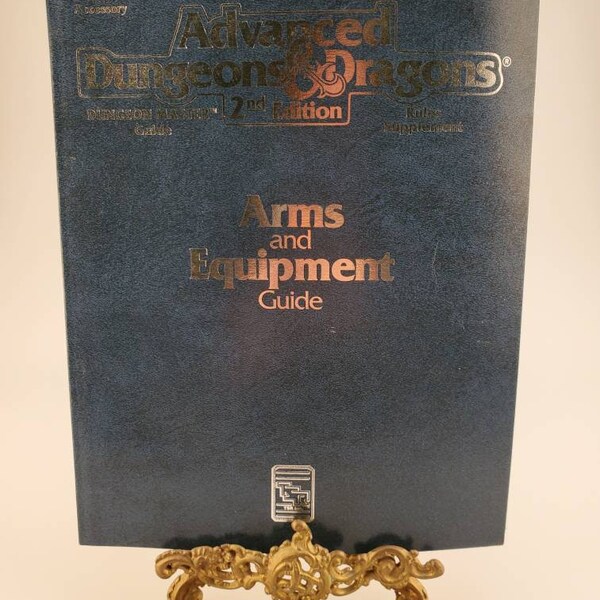 Accessory
Advanced
Dungeons & Dragons®
2nd Edition
DUNGEON MASTER™
Guide
Rules
Supplement
Arms
and
Equipment
Guide